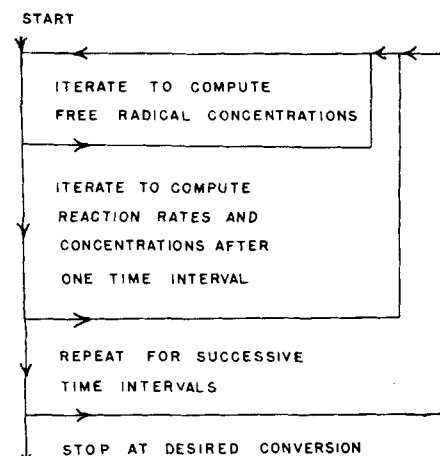 START
ITERATE TO COMPUTE
FREE RADICAL CONCENTRATIONS
ITERATE TO COMPUTE
REACTION RATES AND
CONCENTRATIONS AFTER
ONE TIME INTERVAL
REPEAT FOR SUCCESSIVE
TIME INTERVALS
STOP AT DESIRED CONVERSION